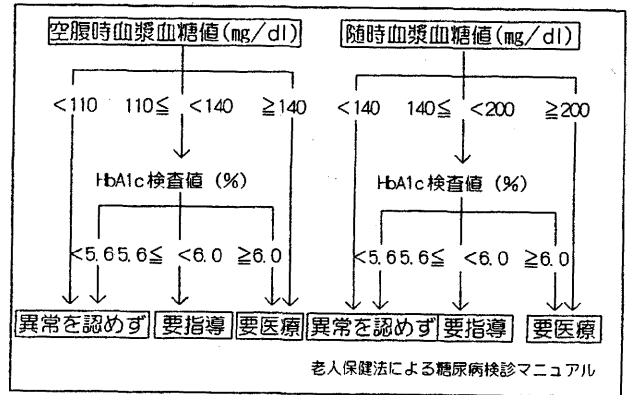 空腹時血漿血糖値(mg/dl) 随時血漿血糖値(mg/dl)
<110 110≦ <140 ≧140 <140 140≦ <200 ≧200
HbA1c検査値(%) HbA1c検査値(%)
<5.6 5.6≦ <6.0 ≧6.0 <5.6 5.6≦ <6.0 ≧6.0
異常を認めず 要指導 要医療 異常を認めず 要指導 要医療
老人保健法による糖尿病検診マニュアル